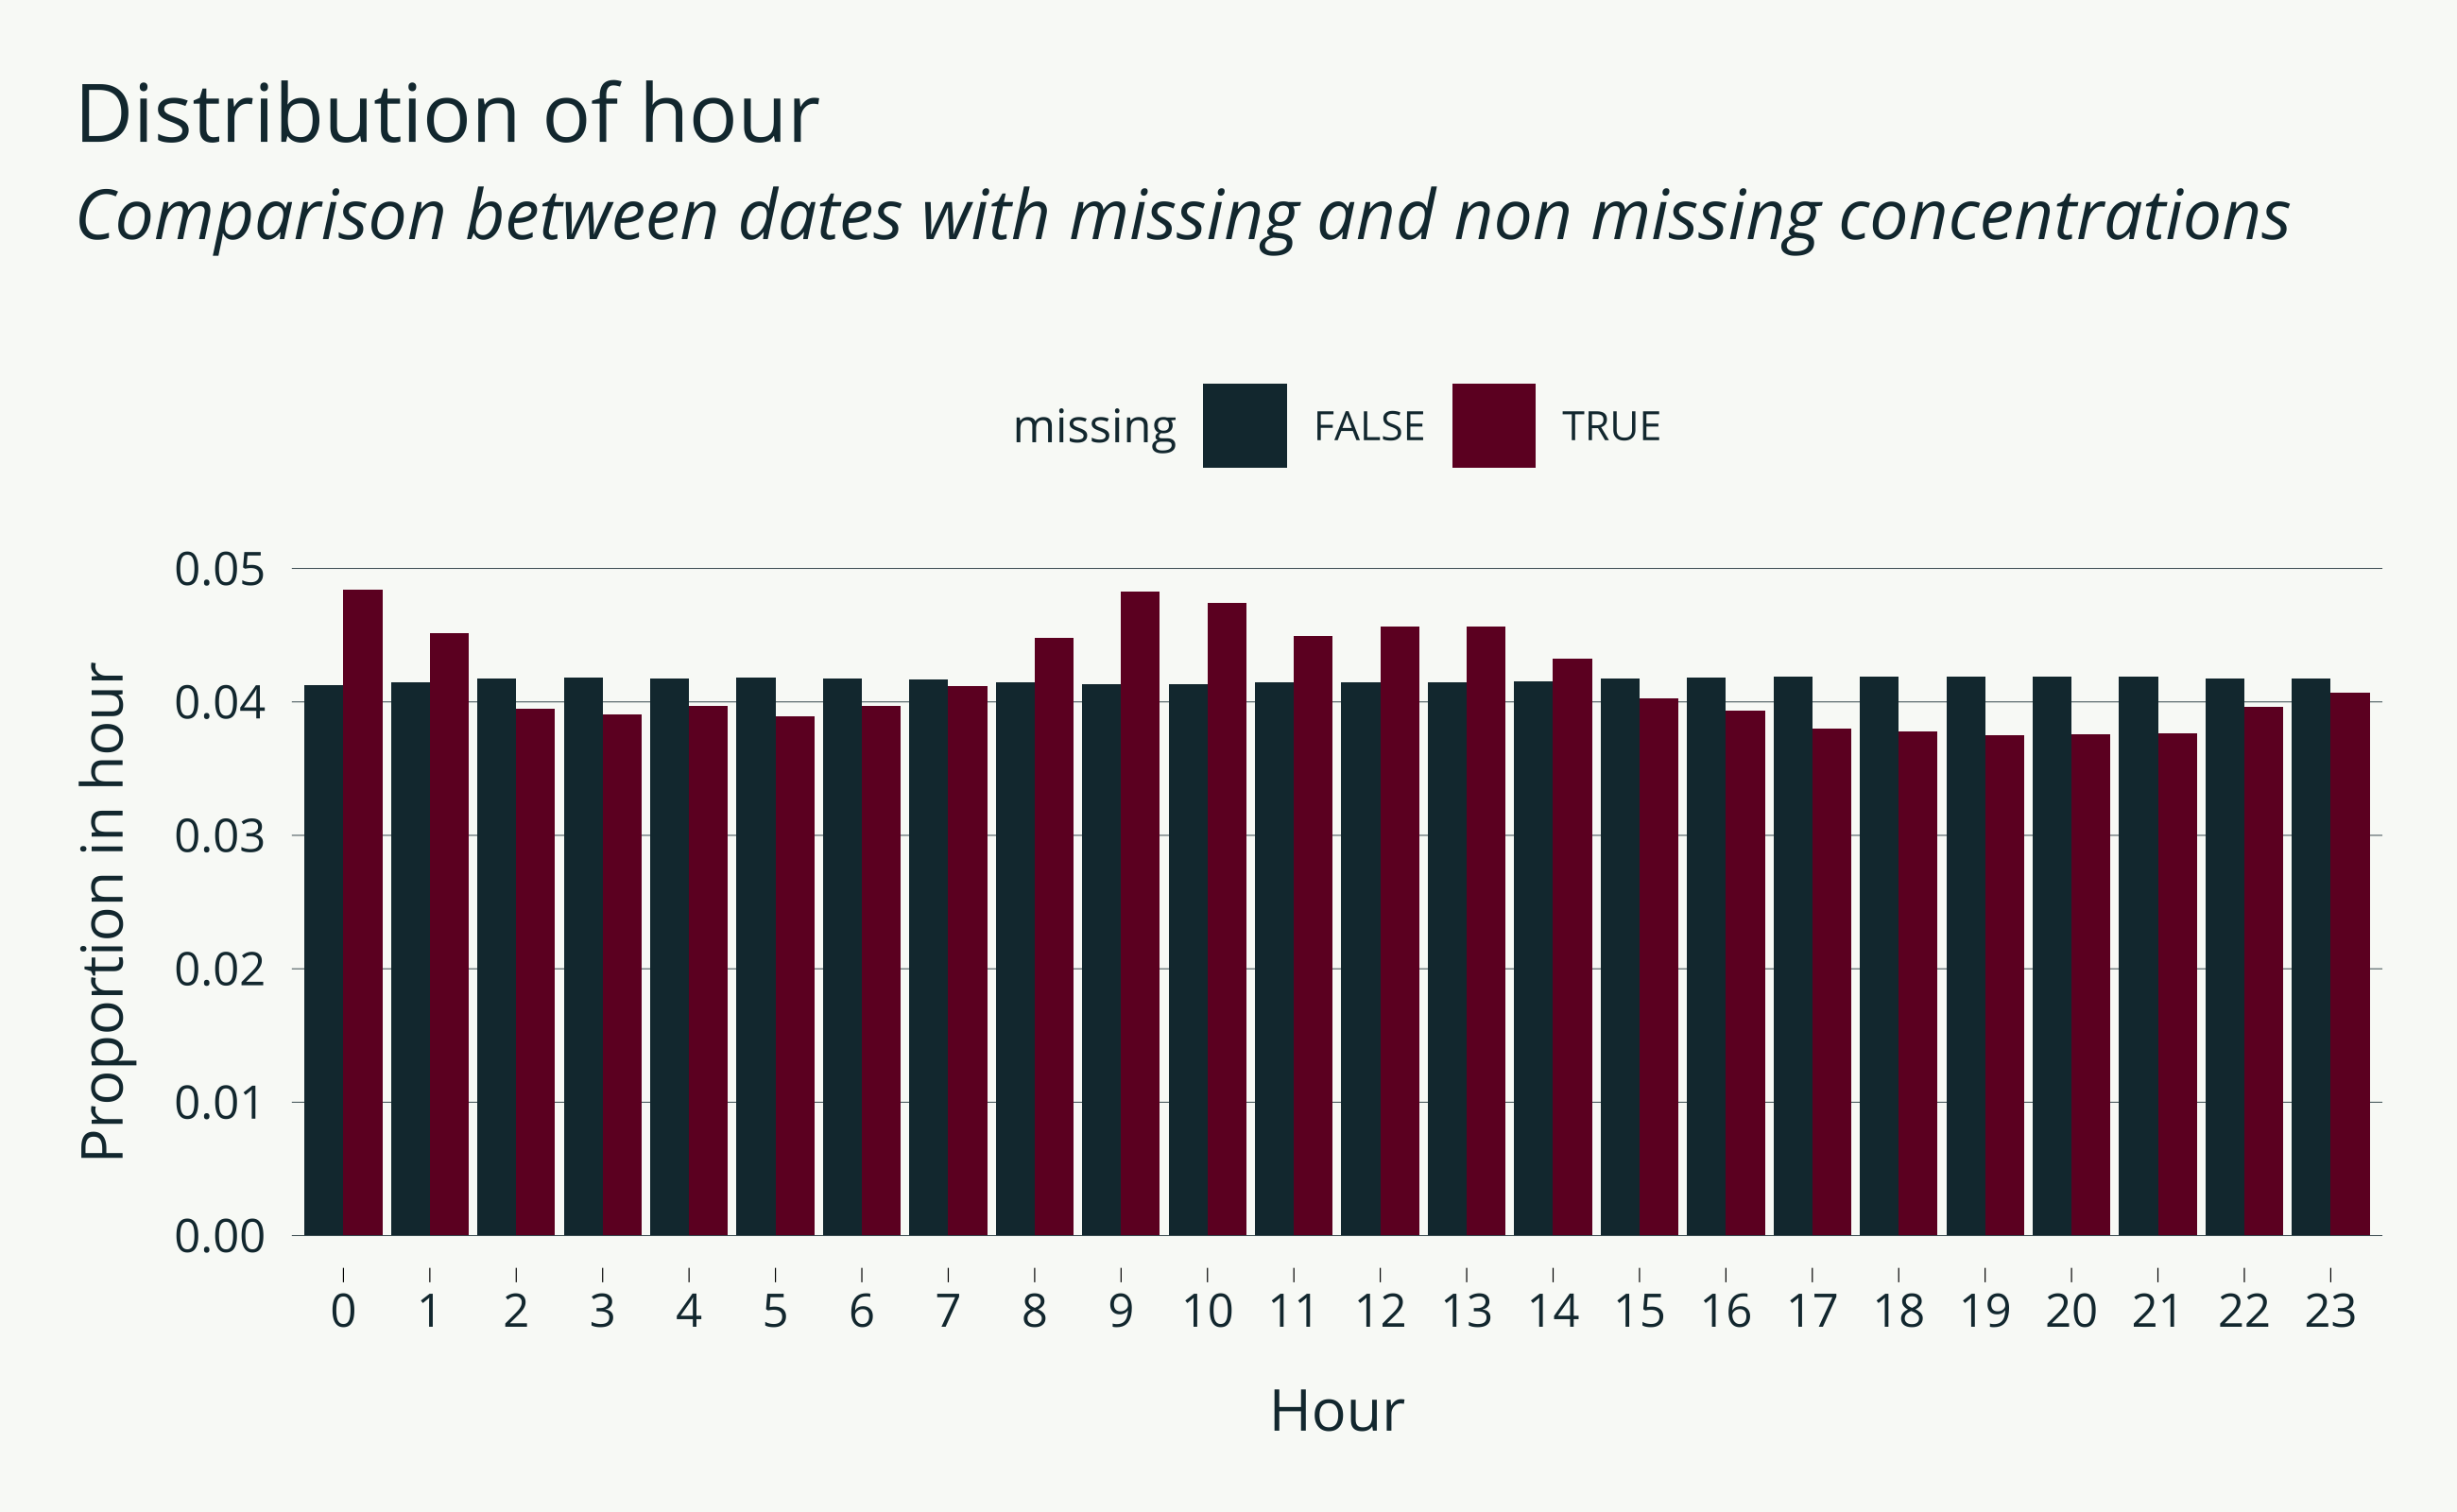 Distribution of hour
Comparison between dates with missing and non missing concentrations
missing FALSE TRUE
Proportion in hour
0.05
0.04
0.03
0.02
0.01
0.00
0 1 2 3 4 5 6 7 8 9 10 11 12 13 14 15 16 17 18 19 20 21 22 23
Hour